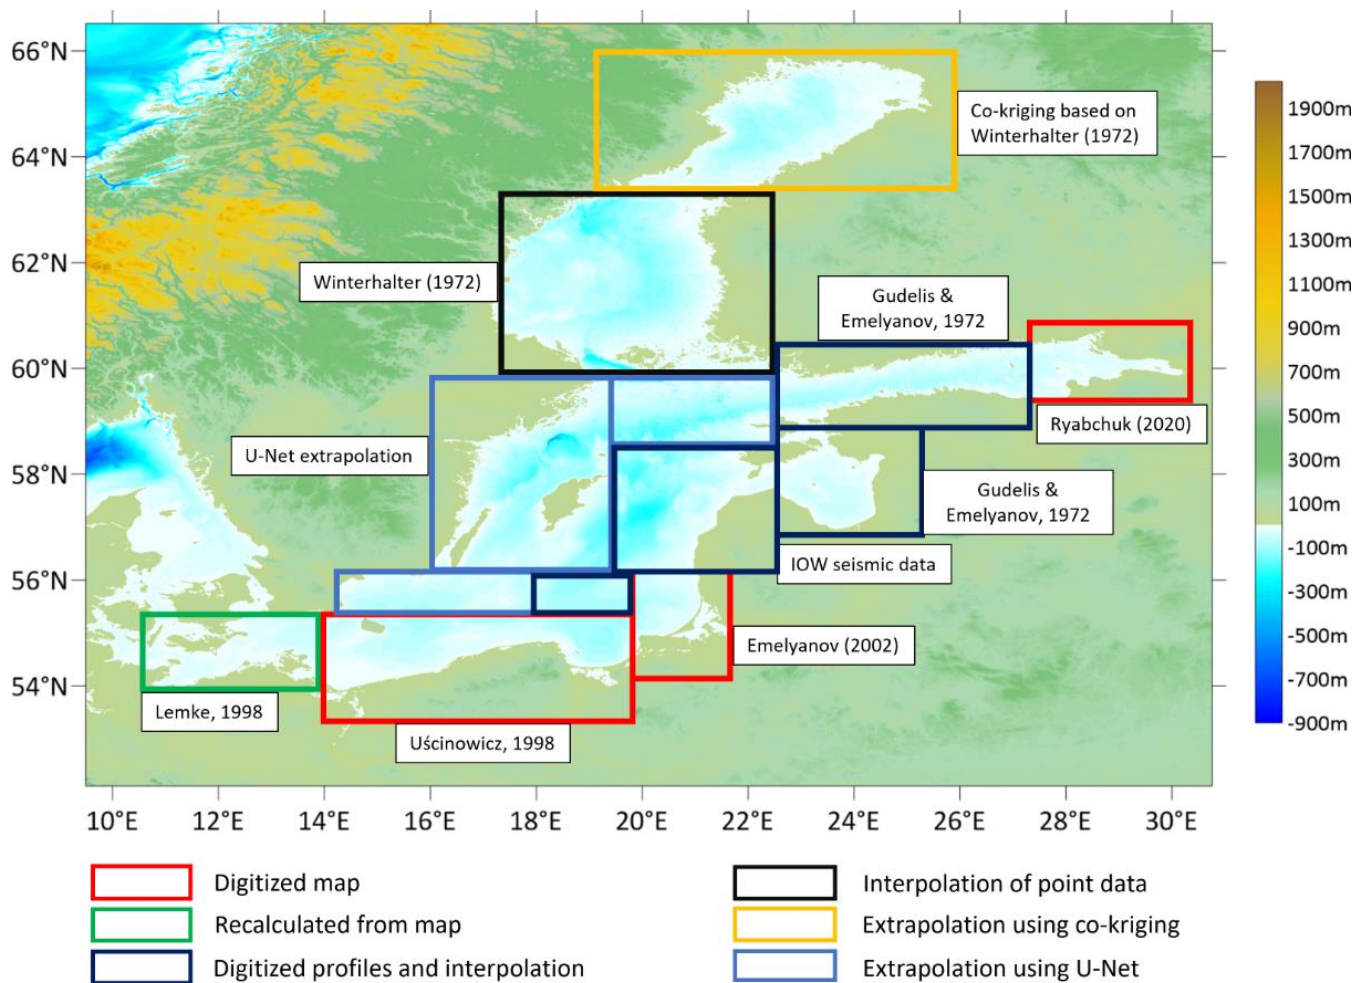 66°N
64°N
62°N
60°N
58°N
56°N
54°N
Co-kriging based on
Winterhalter (1972)
Winterhalter (1972)
Gudelis &
Emelyanov, 1972
Ryabchuk (2020)
U-Net extrapolation
Gudelis &
Emelyanov, 1972
IOW seismic data
Emelyanov (2002)
Lemke, 1998
Uścinowicz, 1998
1900m
1700m
1500m
1300m
1100m
900m
700m
500m
300m
100m
-100m
-300m
-500m
-700m
-900m
10°E 12°E 14°E 16°E 18°E 20°E 22°E 24°E 26°E 28°E 30°E
Digitized map
Recalculated from map
Digitized profiles and interpolation
Interpolation of point data
Extrapolation using co-kriging
Extrapolation using U-Net